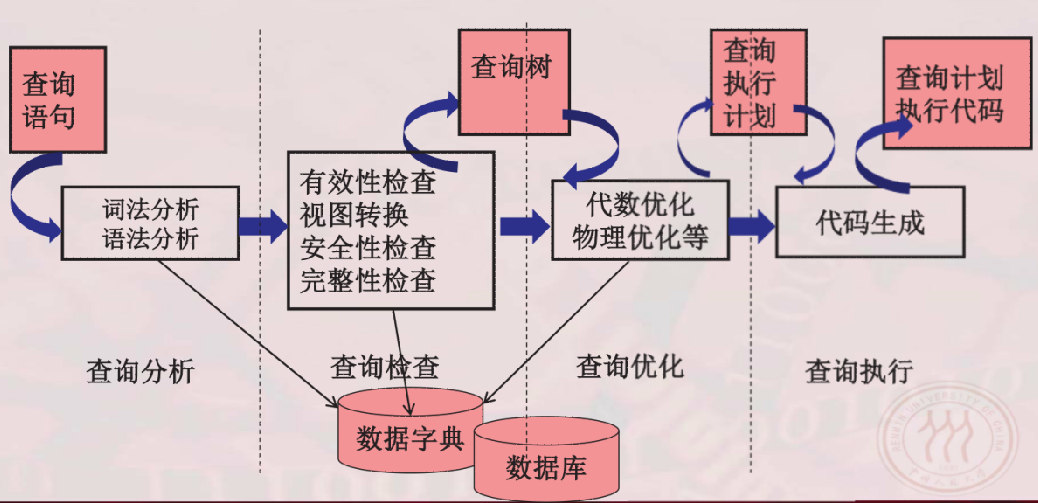 查询
语句
词法分析
语法分析
有效性检查
视图转换
安全性检查
完整性检查
查询树
代数优化
物理优化等
查询
执行
计划
代码生成
查询计划
执行代码
查询分析
查询检查
查询优化
查询执行
数据字典
数据库
RENMIN UNIVERSITY OF CHINA